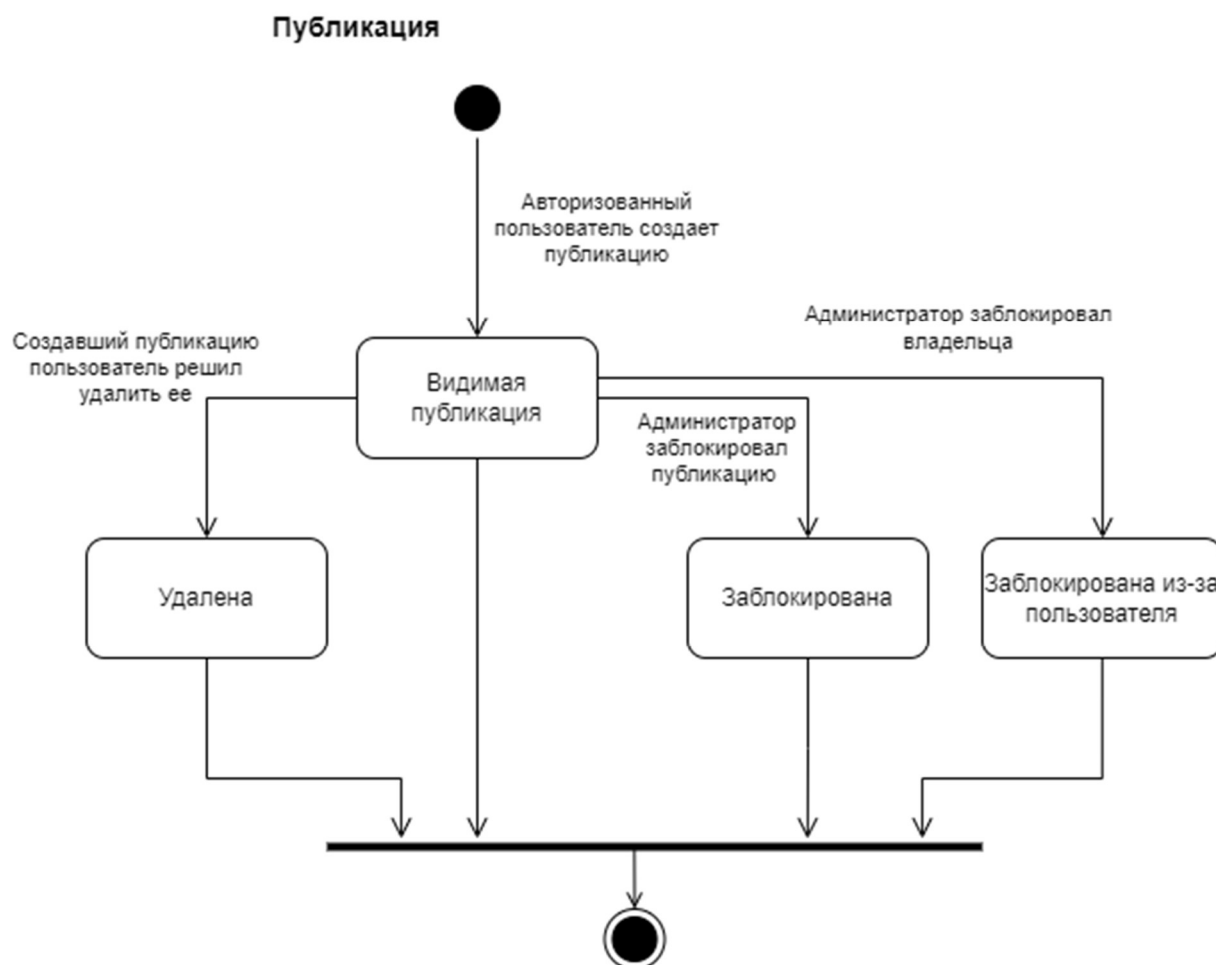 Публикация
Авторизованный
пользователь создает
публикацию
Администратор заблокировал
владельца
Создавший публикацию
пользователь решил
удалить ее
Видимая
публикация
Администратор
заблокировал
публикацию
Удалена
Заблокирована
Заблокирована из-за
пользователя